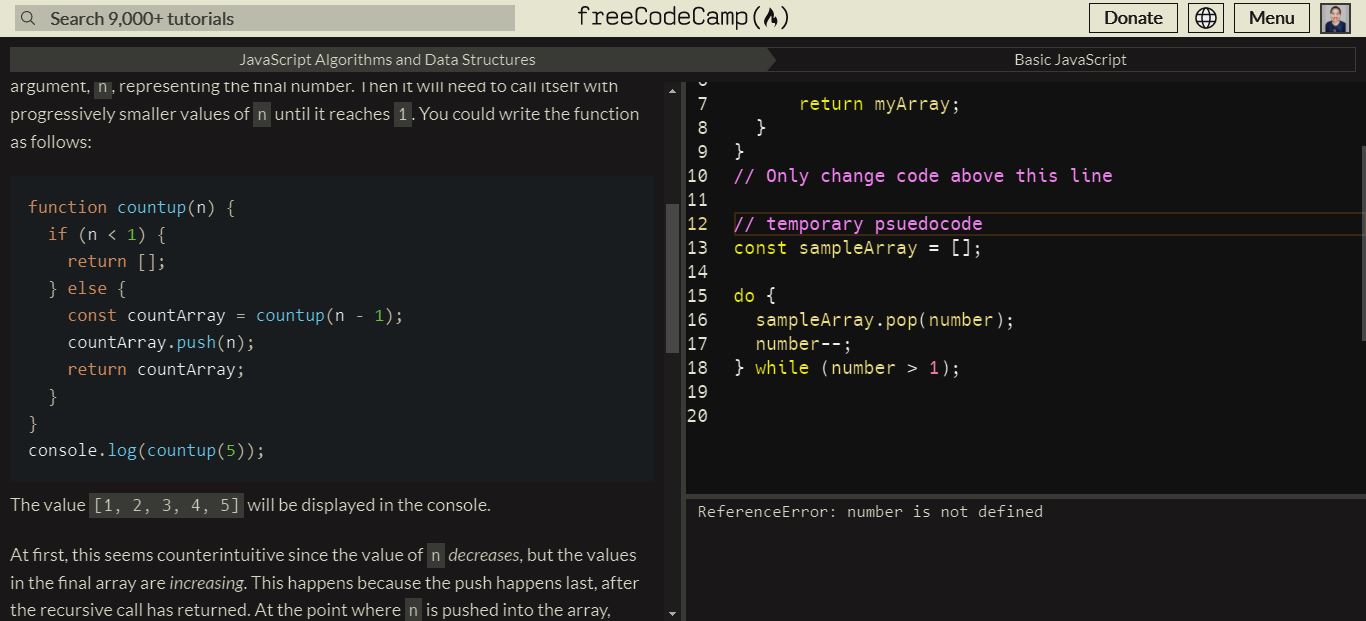 Search 9,000+ tutorials
freeCodeCamp
Donate
Menu
JavaScript Algorithms and Data Structures
Basic JavaScript
argument, n, representing the final number. Then it will need to call itself with
progressively smaller values of n until it reaches 1. You could write the function
as follows:
function countup(n) {
  if (n < 1) {
    return [];
  } else {
    const countArray = countup(n - 1);
    countArray.push(n);
    return countArray;
  }
}
console.log(countup(5));
The value [1, 2, 3, 4, 5] will be displayed in the console.
At first, this seems counterintuitive since the value of n decreases, but the values
in the final array are increasing. This happens because the push happens last, after
the recursive call has returned. At the point where n is pushed into the array,
7       return myArray;
8   }
9 }
10 // Only change code above this line
11
12 // temporary psuedocode
13 const sampleArray = [];
14
15 do {
16   sampleArray.pop(number);
17   number--;
18 } while (number > 1);
19
20
ReferenceError: number is not defined